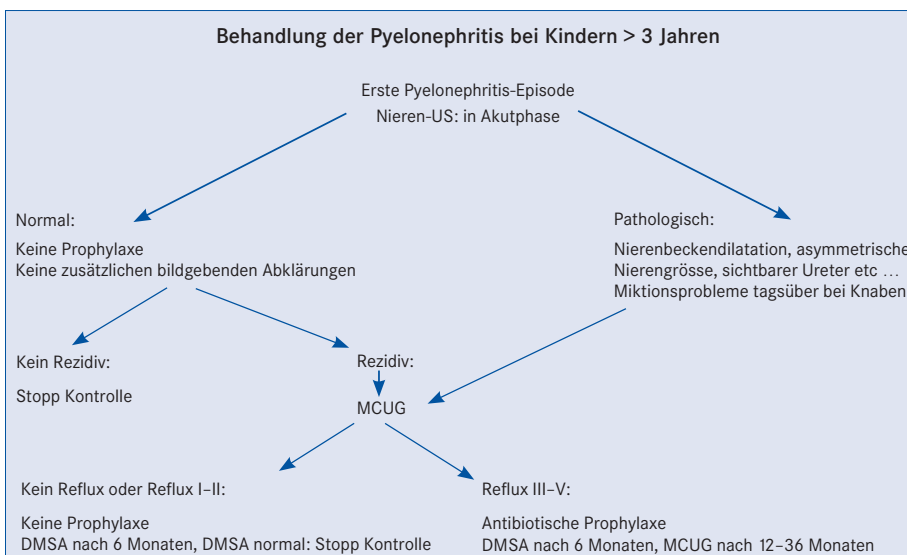 Behandlung der Pyelonephritis bei Kindern > 3 Jahren
Erste Pyelonephritis-Episode
Nieren-US: in Akutphase
Normal:
Keine Prophylaxe
Keine zusätzlichen bildgebenden Abklärungen
Pathologisch:
Nierenbeckendilatation, asymmetrische
Nierengrösse, sichtbarer Ureter etc …
Miktionsprobleme tagsüber bei Knaben
Kein Rezidiv:
Stopp Kontrolle
Rezidiv:
MCUG
Kein Reflux oder Reflux I–II:
Keine Prophylaxe
DMSA nach 6 Monaten, DMSA normal: Stopp Kontrolle
Reflux III–V:
Antibiotische Prophylaxe
DMSA nach 6 Monaten, MCUG nach 12–36 Monaten